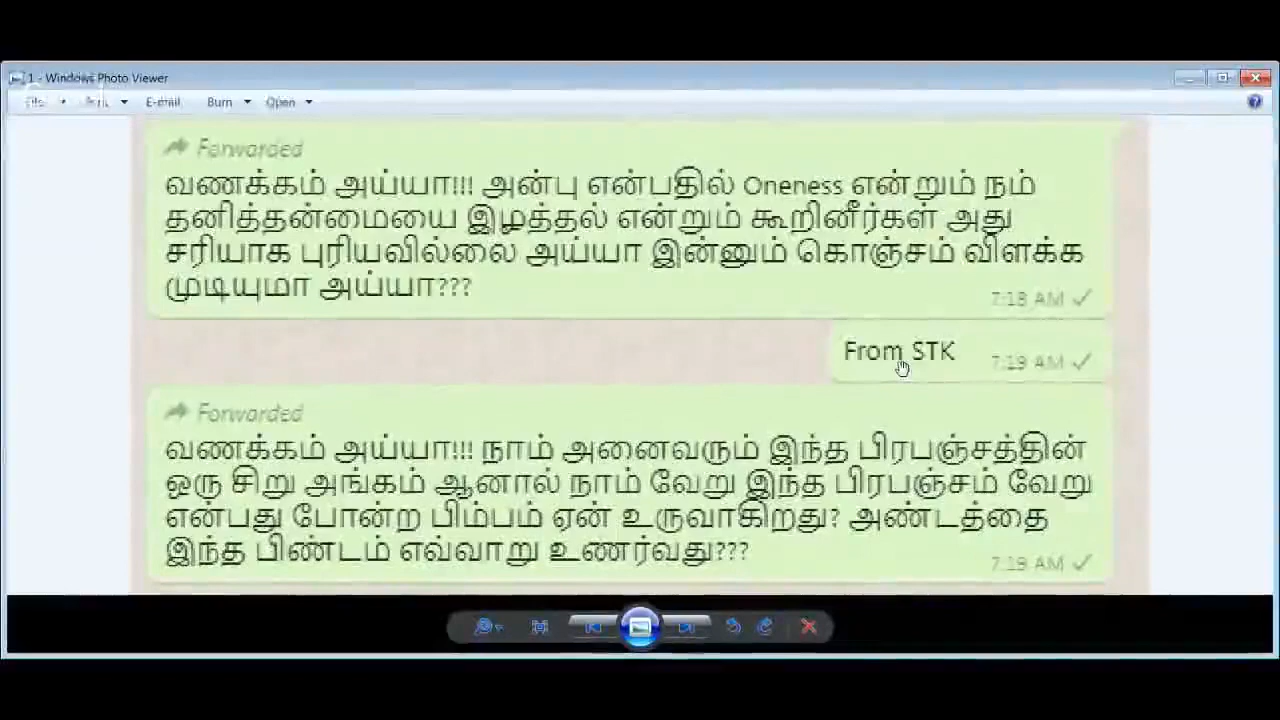 1 - Windows Photo Viewer
File Print E-mail Burn Open
Forwarded
வணக்கம் அய்யா!!! அன்பு என்பதில் Oneness என்றும் நம்
தனித்தன்மையை இழத்தல் என்றும் கூறினீர்கள் அது
சரியாக புரியவில்லை அய்யா இன்னும் கொஞ்சம் விளக்க
முடியுமா அய்யா???
7:18 AM
From STK
7:19 AM
Forwarded
வணக்கம் அய்யா!!! நாம் அனைவரும் இந்த பிரபஞ்சத்தின்
ஒரு சிறு அங்கம் ஆனால் நாம் வேறு இந்த பிரபஞ்சம் வேறு
என்பது போன்ற பிம்பம் ஏன் உருவாகிறது? அண்டத்தை
இந்த பிண்டம் எவ்வாறு உணர்வது???
7:19 AM